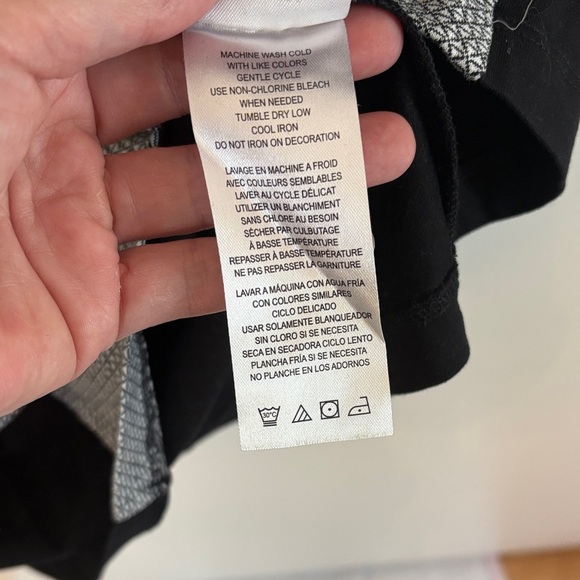 MACHINE WASH COLD
WITH LIKE COLORS
GENTLE CYCLE
USE NON-CHLORINE BLEACH
WHEN NEEDED
TUMBLE DRY LOW
COOL IRON
DO NOT IRON ON DECORATION
LAVAGE EN MACHINE A FROID
AVEC COULEURS SEMBLABLES
LAVER AU CYCLE DÉLICAT
UTILIZER UN BLANCHIMENT
SANS CHLORE AU BESOIN
SÉCHER PAR CULBUTAGE
À BASSE TEMPÉRATURE
REPASSER À BASSE TEMPÉRATURE
NE PAS REPASSER LA GARNITURE
LAVAR A MÁQUINA CON AGUA FRÍA
CON COLORES SIMILARES
CICLO DELICADO
USAR SOLAMENTE BLANQUEADOR
SIN CLORO SI SE NECESITA
SECA EN SECADORA CICLO LENTO
PLANCHA FRÍA SI SE NECESITA
NO PLANCHE EN LOS ADORNOS
30°C